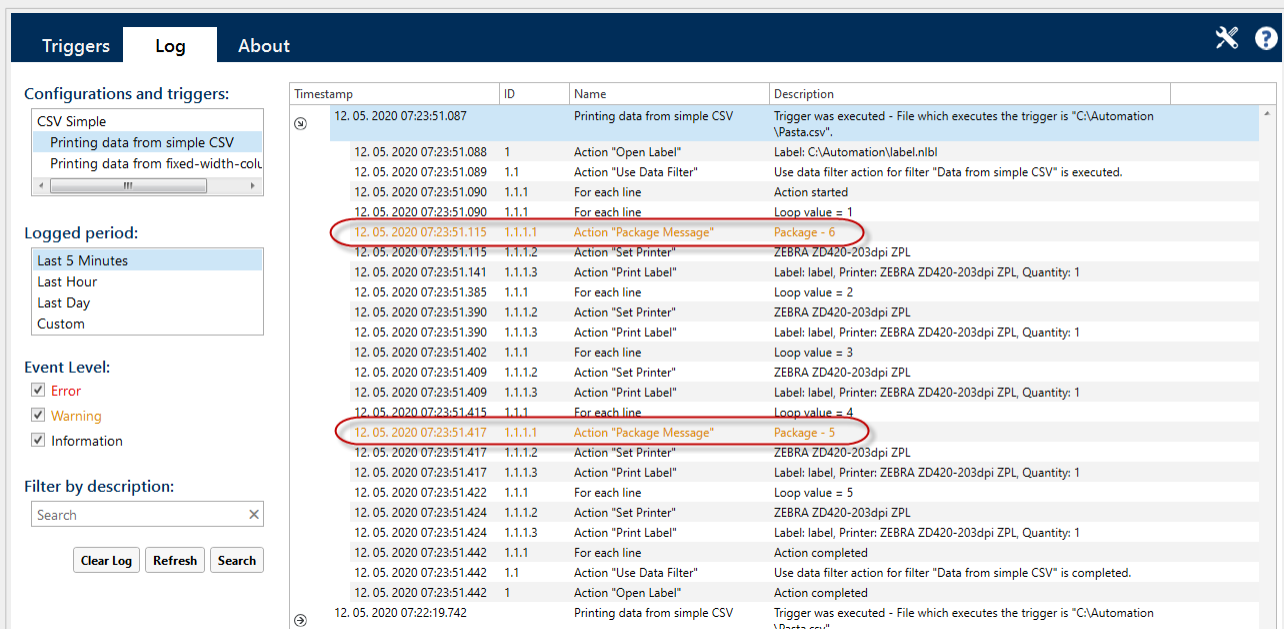 Triggers Log About
Configurations and triggers:
CSV Simple
Printing data from simple CSV
Printing data from fixed-width-colu
Logged period:
Last 5 Minutes
Last Hour
Last Day
Custom
Event Level:
Error
Warning
Information
Filter by description:
Search
Clear Log Refresh Search
Timestamp ID Name Description
12. 05. 2020 07:23:51.087 Printing data from simple CSV Trigger was executed - File which executes the trigger is "C:\Automation
\Pasta.csv".
12. 05. 2020 07:23:51.088 1 Action "Open Label" Label: C:\Automation\label.nlbl
12. 05. 2020 07:23:51.089 1.1 Action "Use Data Filter" Use data filter action for filter "Data from simple CSV" is executed.
12. 05. 2020 07:23:51.090 1.1.1 For each line Action started
12. 05. 2020 07:23:51.090 1.1.1 For each line Loop value = 1
12. 05. 2020 07:23:51.115 1.1.1.1 Action "Package Message" Package - 6
12. 05. 2020 07:23:51.115 1.1.1.2 Action "Set Printer" ZEBRA ZD420-203dpi ZPL
12. 05. 2020 07:23:51.141 1.1.1.3 Action "Print Label" Label: label, Printer: ZEBRA ZD420-203dpi ZPL, Quantity: 1
12. 05. 2020 07:23:51.385 1.1.1 For each line Loop value = 2
12. 05. 2020 07:23:51.390 1.1.1.2 Action "Set Printer" ZEBRA ZD420-203dpi ZPL
12. 05. 2020 07:23:51.390 1.1.1.3 Action "Print Label" Label: label, Printer: ZEBRA ZD420-203dpi ZPL, Quantity: 1
12. 05. 2020 07:23:51.402 1.1.1 For each line Loop value = 3
12. 05. 2020 07:23:51.409 1.1.1.2 Action "Set Printer" ZEBRA ZD420-203dpi ZPL
12. 05. 2020 07:23:51.409 1.1.1.3 Action "Print Label" Label: label, Printer: ZEBRA ZD420-203dpi ZPL, Quantity: 1
12. 05. 2020 07:23:51.415 1.1.1 For each line Loop value = 4
12. 05. 2020 07:23:51.417 1.1.1.1 Action "Package Message" Package - 5
12. 05. 2020 07:23:51.417 1.1.1.2 Action "Set Printer" ZEBRA ZD420-203dpi ZPL
12. 05. 2020 07:23:51.417 1.1.1.3 Action "Print Label" Label: label, Printer: ZEBRA ZD420-203dpi ZPL, Quantity: 1
12. 05. 2020 07:23:51.422 1.1.1 For each line Loop value = 5
12. 05. 2020 07:23:51.424 1.1.1.2 Action "Set Printer" ZEBRA ZD420-203dpi ZPL
12. 05. 2020 07:23:51.424 1.1.1.3 Action "Print Label" Label: label, Printer: ZEBRA ZD420-203dpi ZPL, Quantity: 1
12. 05. 2020 07:23:51.442 1.1.1 For each line Action completed
12. 05. 2020 07:23:51.442 1.1 Action "Use Data Filter" Use data filter action for filter "Data from simple CSV" is completed.
12. 05. 2020 07:23:51.442 1 Action "Open Label" Action completed
12. 05. 2020 07:22:19.742 Printing data from simple CSV Trigger was executed - File which executes the trigger is "C:\Automation
\Pasta.csv"